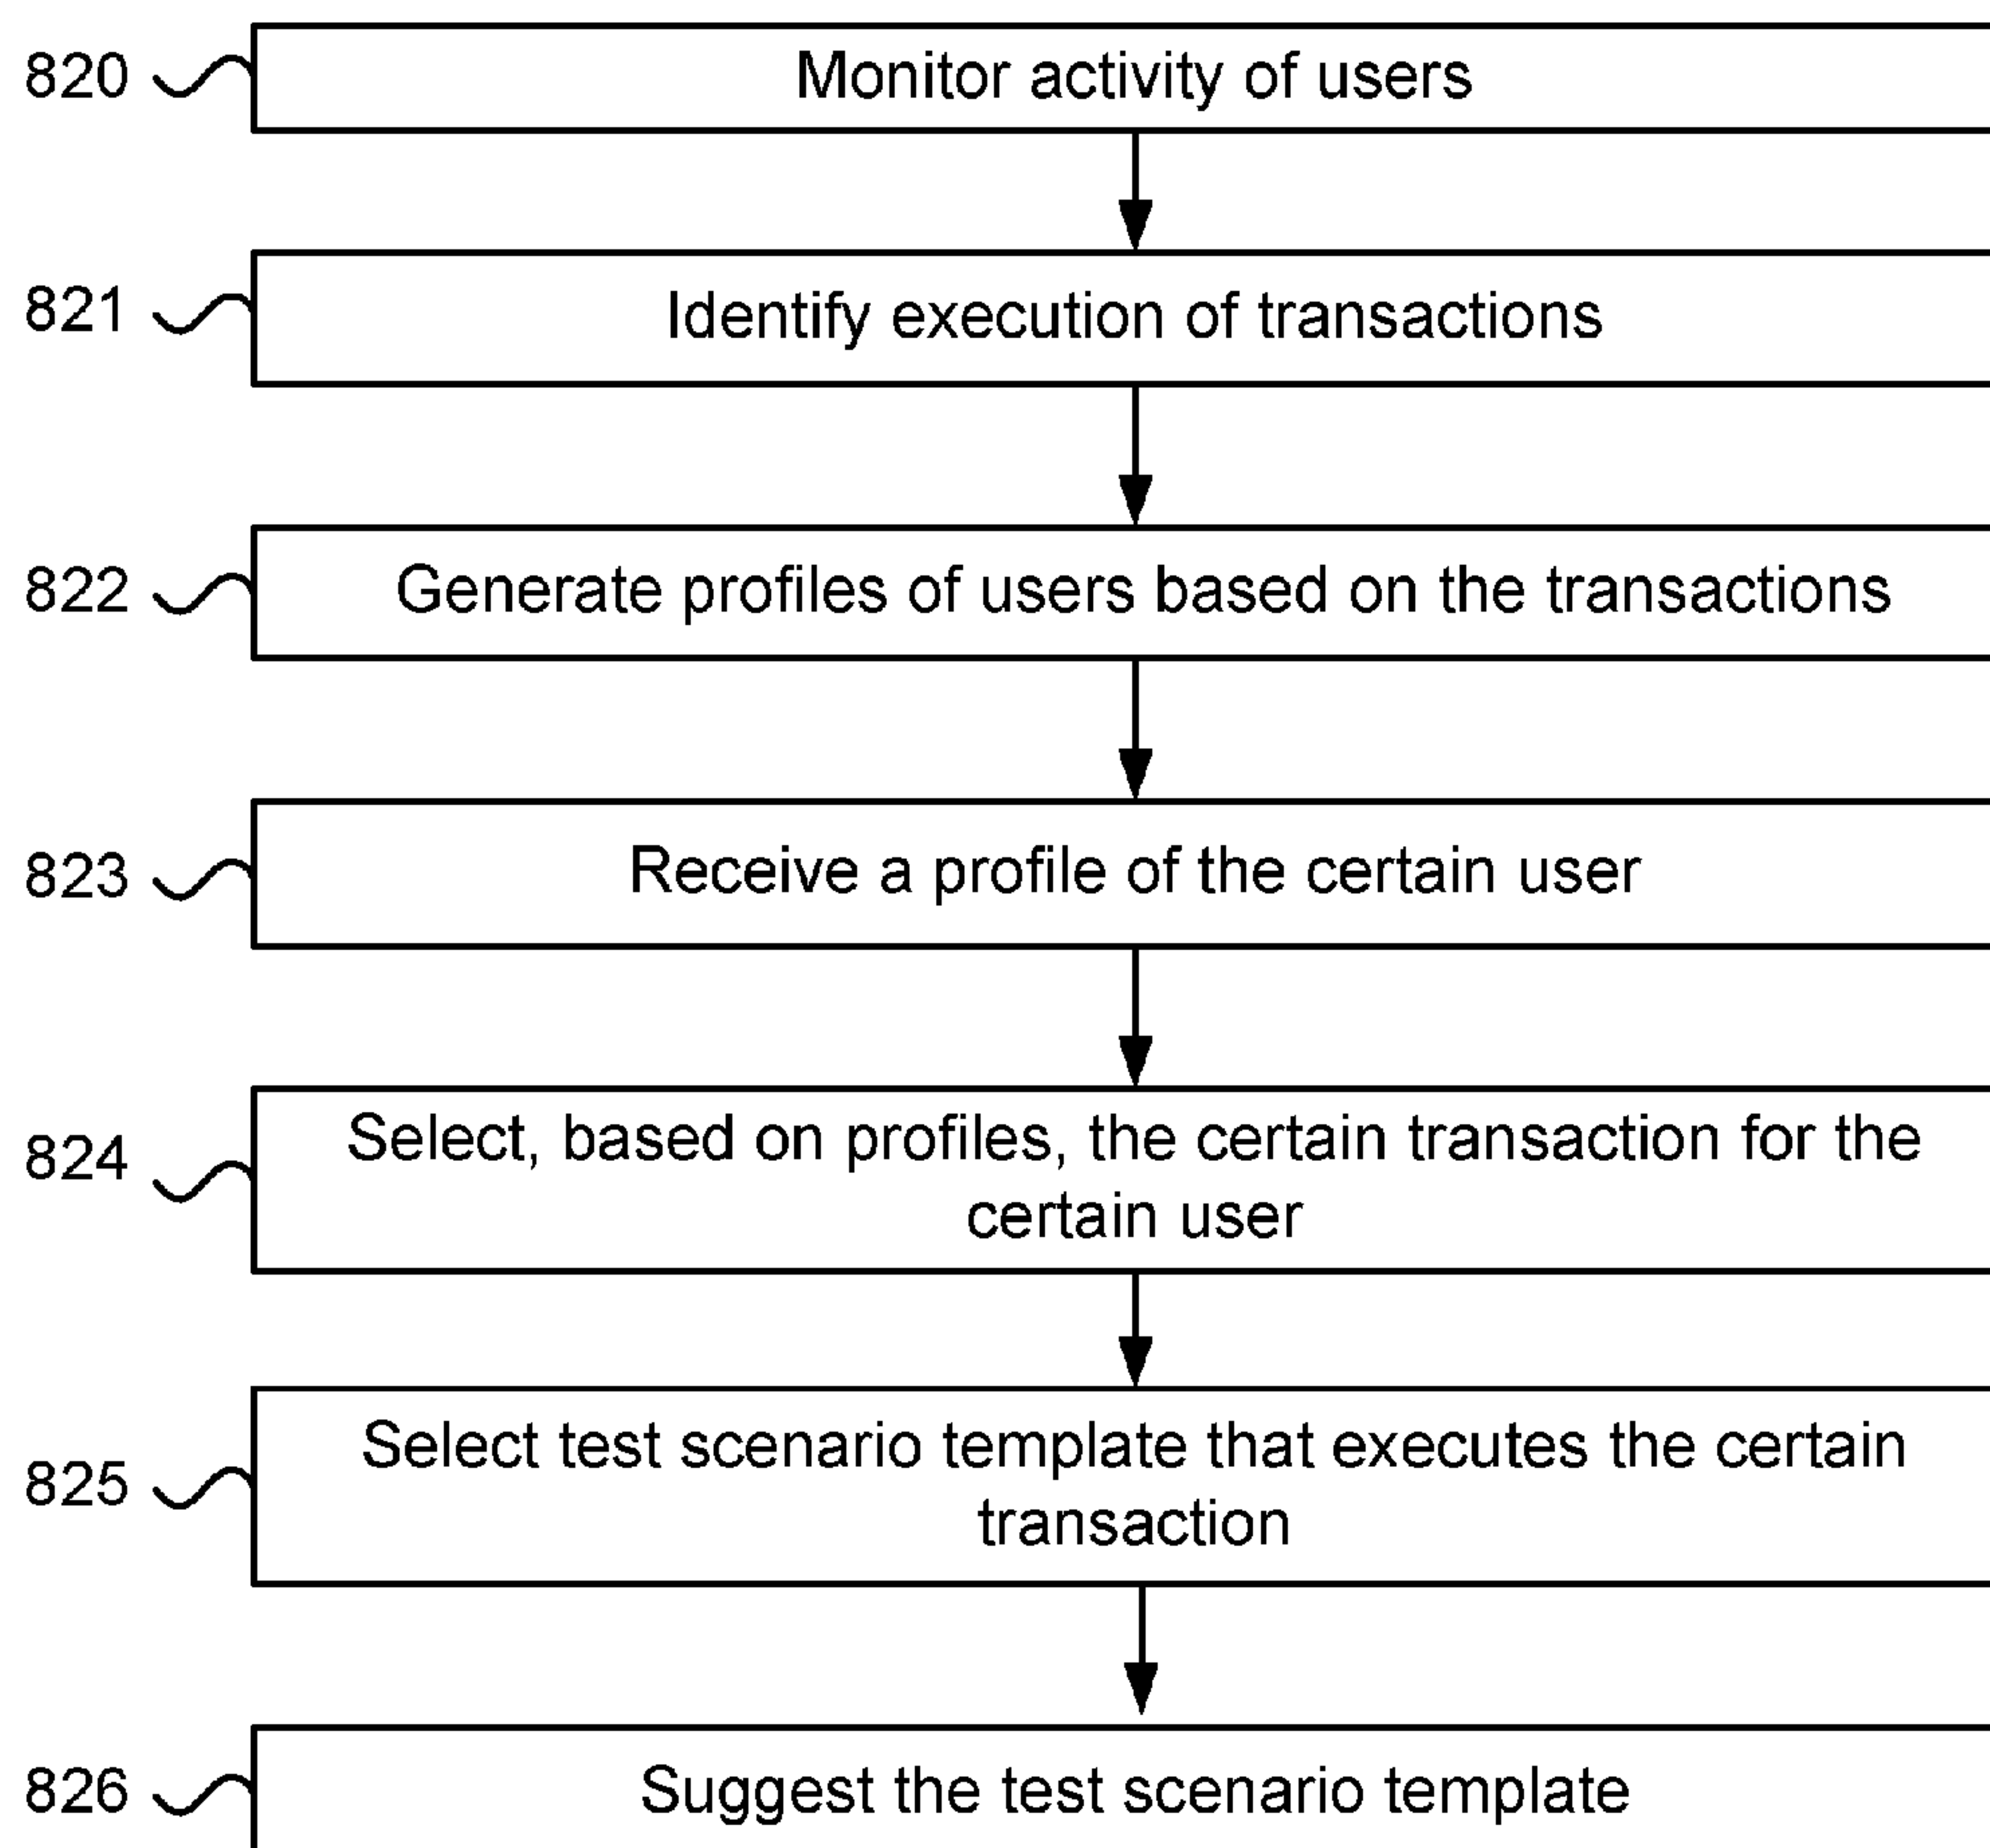 820
Monitor activity of users
821
Identify execution of transactions
822
Generate profiles of users based on the transactions
823
Receive a profile of the certain user
824
Select, based on profiles, the certain transaction for the
certain user
825
Select test scenario template that executes the certain
transaction
826
Suggest the test scenario template